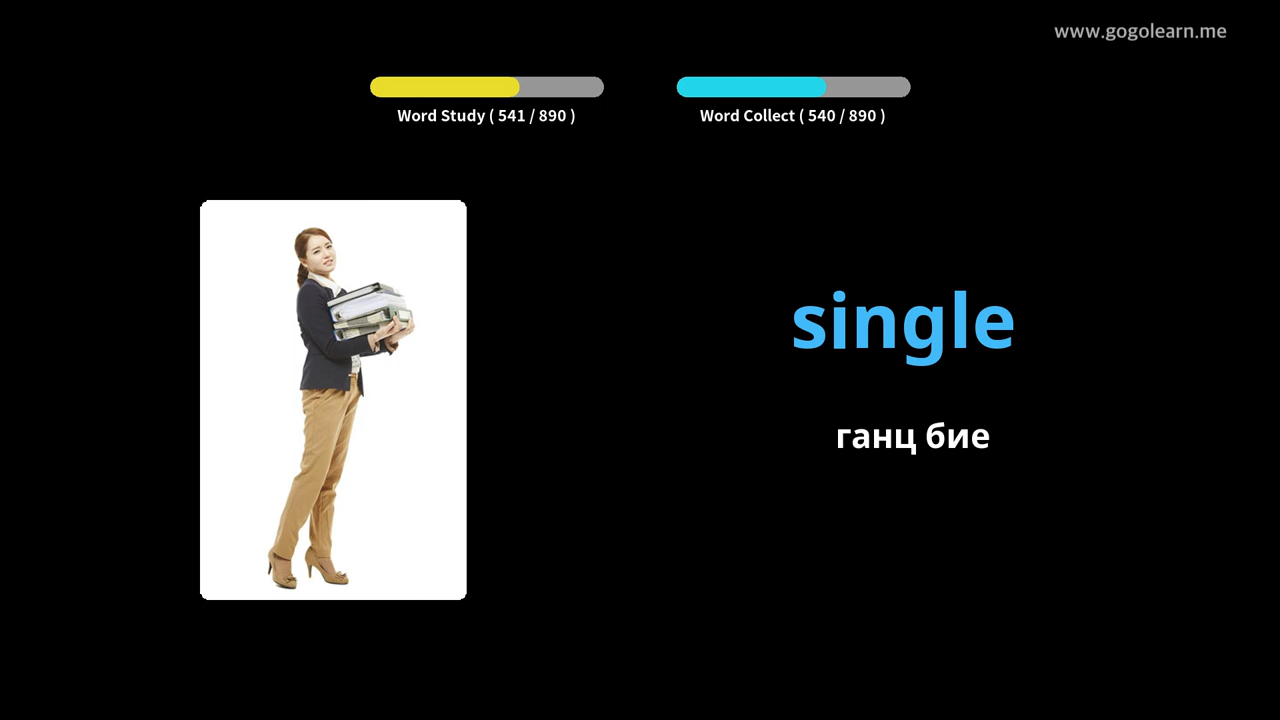 www.gogolearn.me
Word Study ( 541 / 890 )
Word Collect ( 540 / 890 )
single
ганц бие